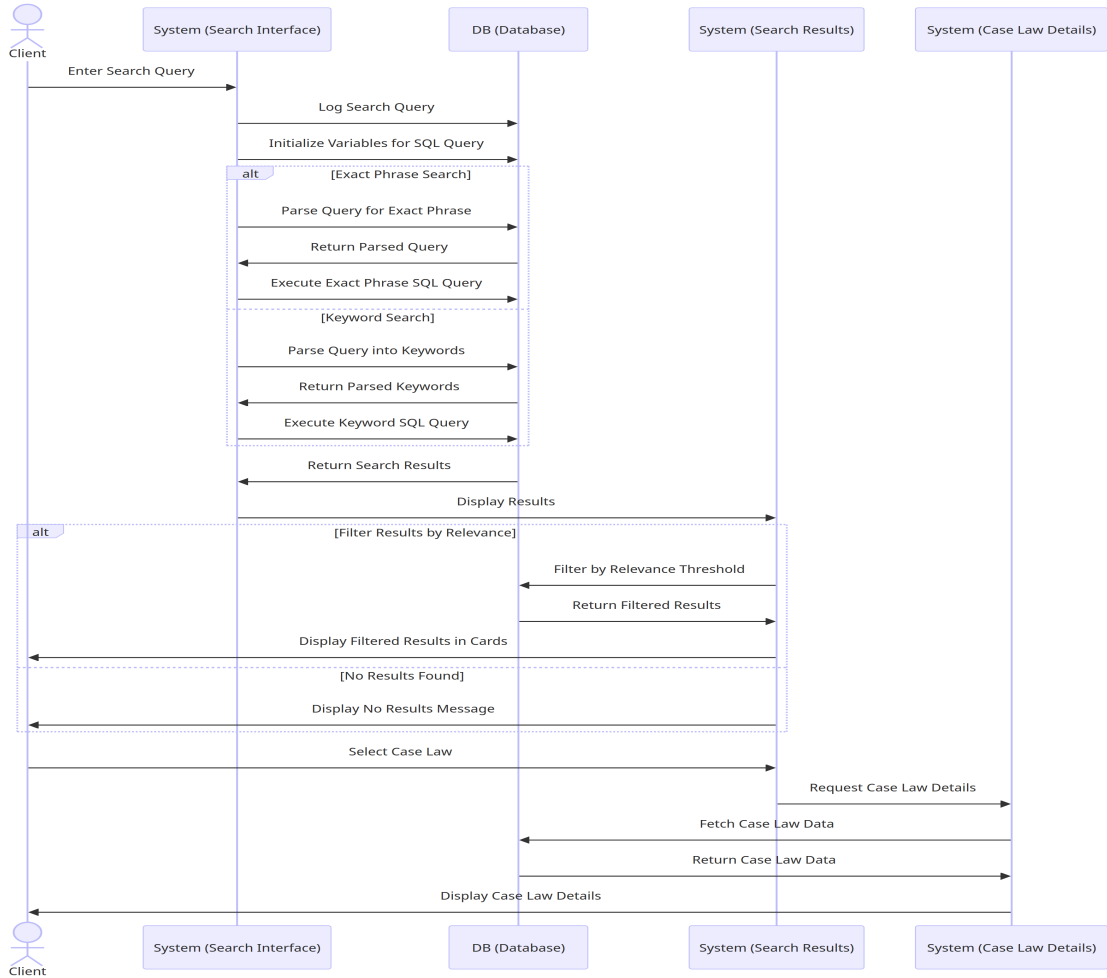 System (Search Interface)
DB (Database)
System (Search Results)
System (Case Law Details)
Client
Enter Search Query
Log Search Query
Initialize Variables for SQL Query
alt
[Exact Phrase Search]
Parse Query for Exact Phrase
Return Parsed Query
Execute Exact Phrase SQL Query
[Keyword Search]
Parse Query into Keywords
Return Parsed Keywords
Execute Keyword SQL Query
Return Search Results
Display Results
alt
[Filter Results by Relevance]
Filter by Relevance Threshold
Return Filtered Results
Display Filtered Results in Cards
[No Results Found]
Display No Results Message
Select Case Law
Request Case Law Details
Fetch Case Law Data
Return Case Law Data
Display Case Law Details
System (Search Interface)
DB (Database)
System (Search Results)
System (Case Law Details)
Client